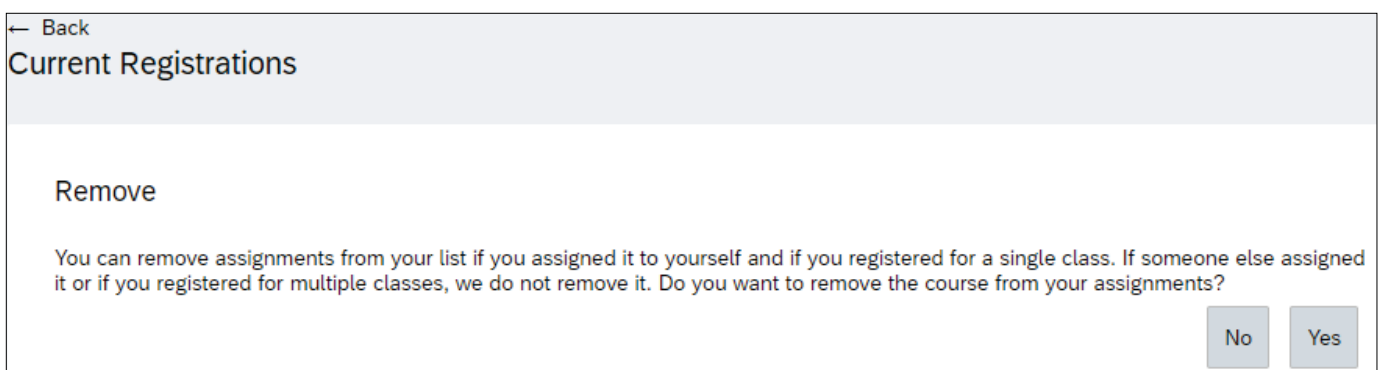 ← Back
Current Registrations
Remove
You can remove assignments from your list if you assigned it to yourself and if you registered for a single class. If someone else assigned
it or if you registered for multiple classes, we do not remove it. Do you want to remove the course from your assignments?
No Yes